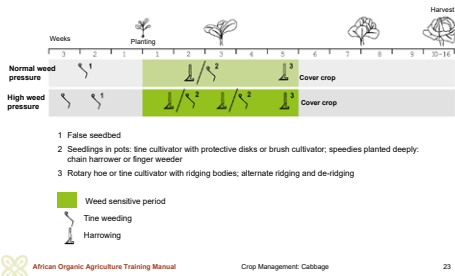 Harvest
Weeks
Planting
3 2 1 1 2 3 4 5 6 7 8 9 10-16
Normal weed pressure
1 2 3
Cover crop
High weed pressure
1 2 2 3
Cover crop
1 False seedbed
2 Seedlings in pots: tine cultivator with protective disks or brush cultivator; speedies planted deeply:
chain harrower or finger weeder
3 Rotary hoe or tine cultivator with ridging bodies; alternate ridging and de-ridging
Weed sensitive period
Tine weeding
Harrowing
African Organic Agriculture Training Manual Crop Management: Cabbage 23